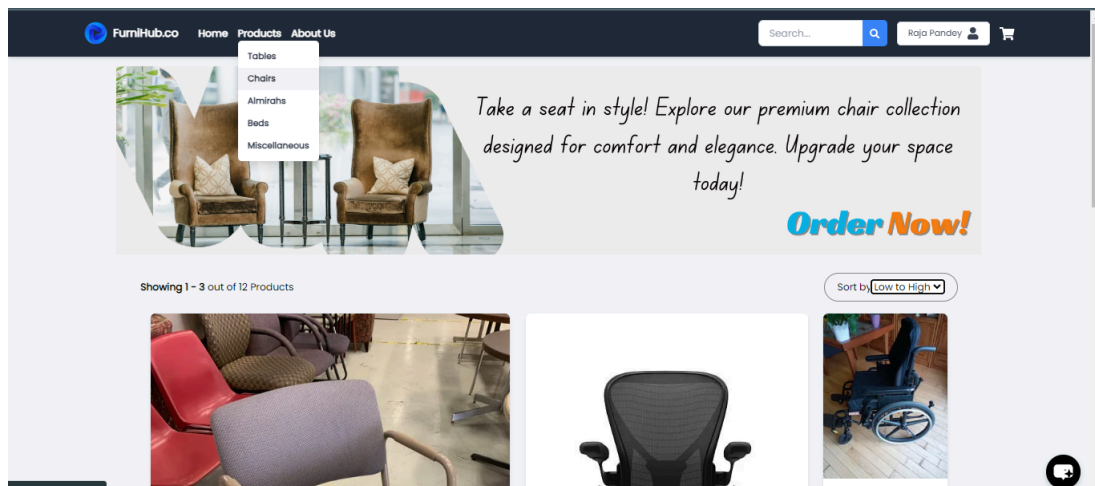 FurniHub.co Home Products About Us Search... Raja Pandey
Tables
Chairs
Almirahs
Beds
Miscellaneous
Take a seat in style! Explore our premium chair collection
designed for comfort and elegance. Upgrade your space
today!
Order Now!
Showing 1 - 3 out of 12 Products
Sort by Low to High